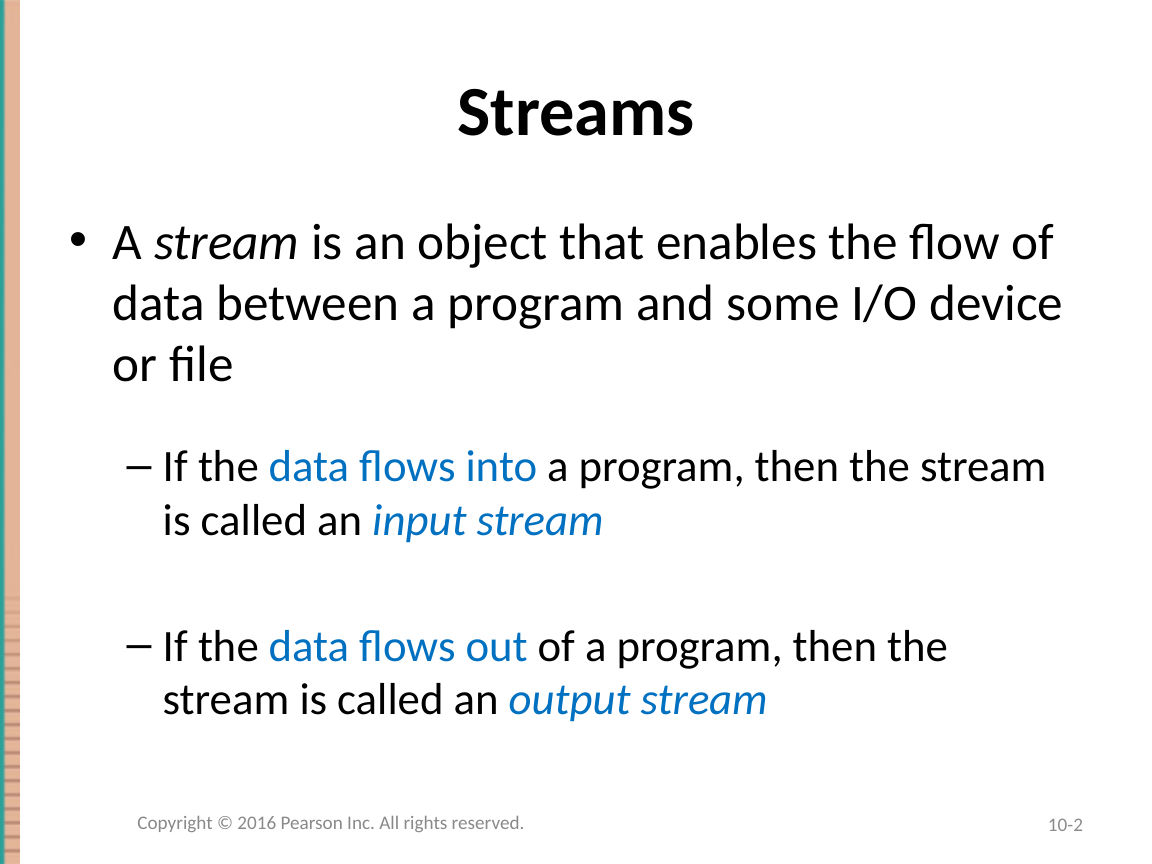 Streams
• A stream is an object that enables the flow of
data between a program and some I/O device
or file
– If the data flows into a program, then the stream
is called an input stream
– If the data flows out of a program, then the
stream is called an output stream
Copyright © 2016 Pearson Inc. All rights reserved.
10-2